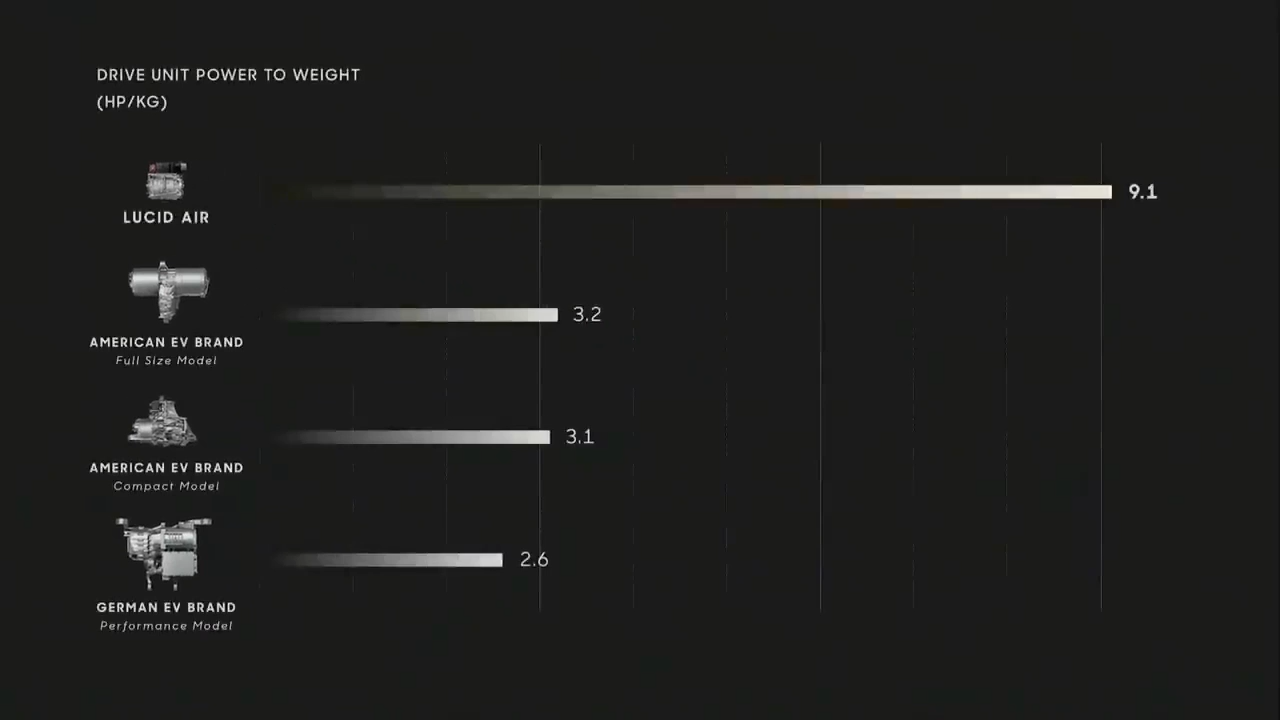 DRIVE UNIT POWER TO WEIGHT
(HP/KG)
LUCID AIR
9.1
AMERICAN EV BRAND
Full Size Model
3.2
AMERICAN EV BRAND
Compact Model
3.1
GERMAN EV BRAND
Performance Model
2.6